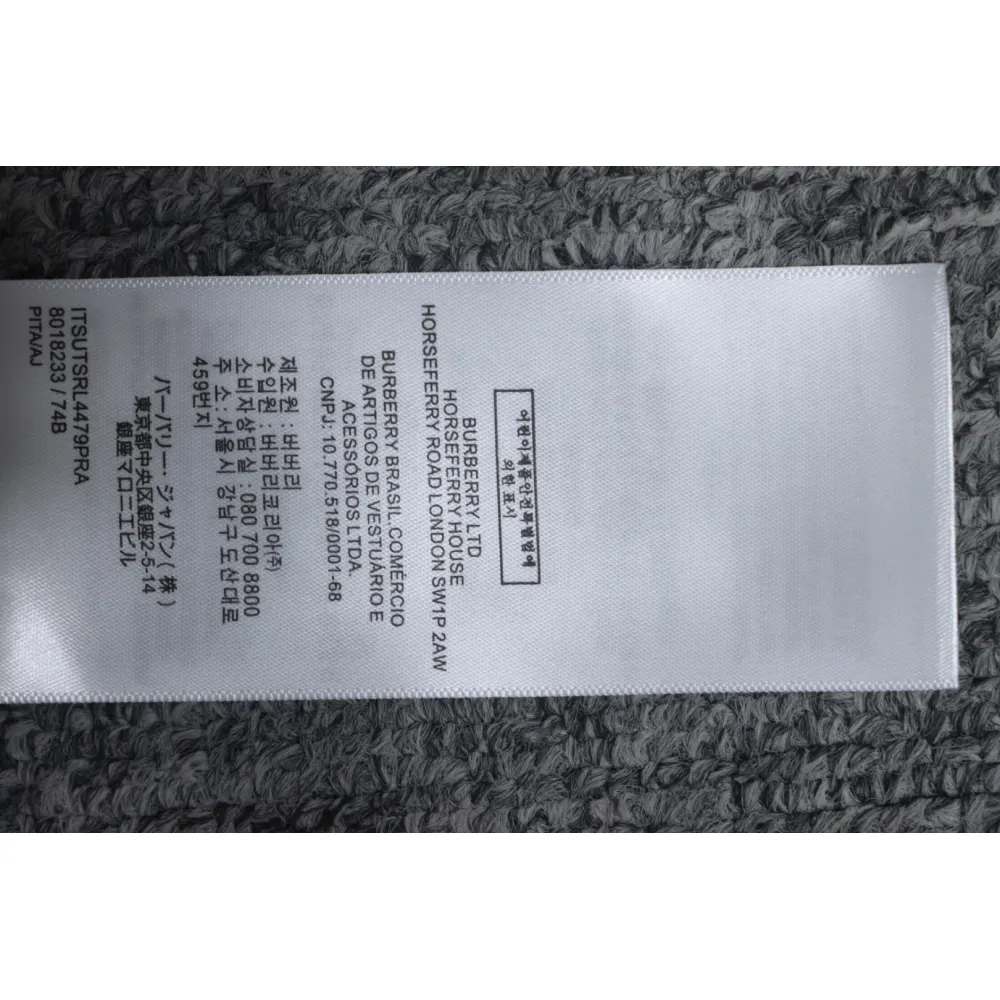 어린이제품안전특별법에
의한 표시
BURBERRY LTD
HORSEFERRY HOUSE
HORSEFERRY ROAD LONDON SW1P 2AW
BURBERRY BRASIL.COMÉRCIO
DE ARTIGOS DE VESTUÁRIO E
ACESSÓRIOS LTDA.
CNPJ: 10.770.518/0001-68
제조원 : 버버리
수입원 : 버버리코리아(주)
소비자상담실 : 080 700 8800
주 소 : 서울시 강남구 도산대로
459번지
バーバリー・ジャパン(株)
東京都中央区銀座2-5-14
銀座マロニエビル
ITSUTSRL4479PRA
8018233 / 74B
PITA/AJ